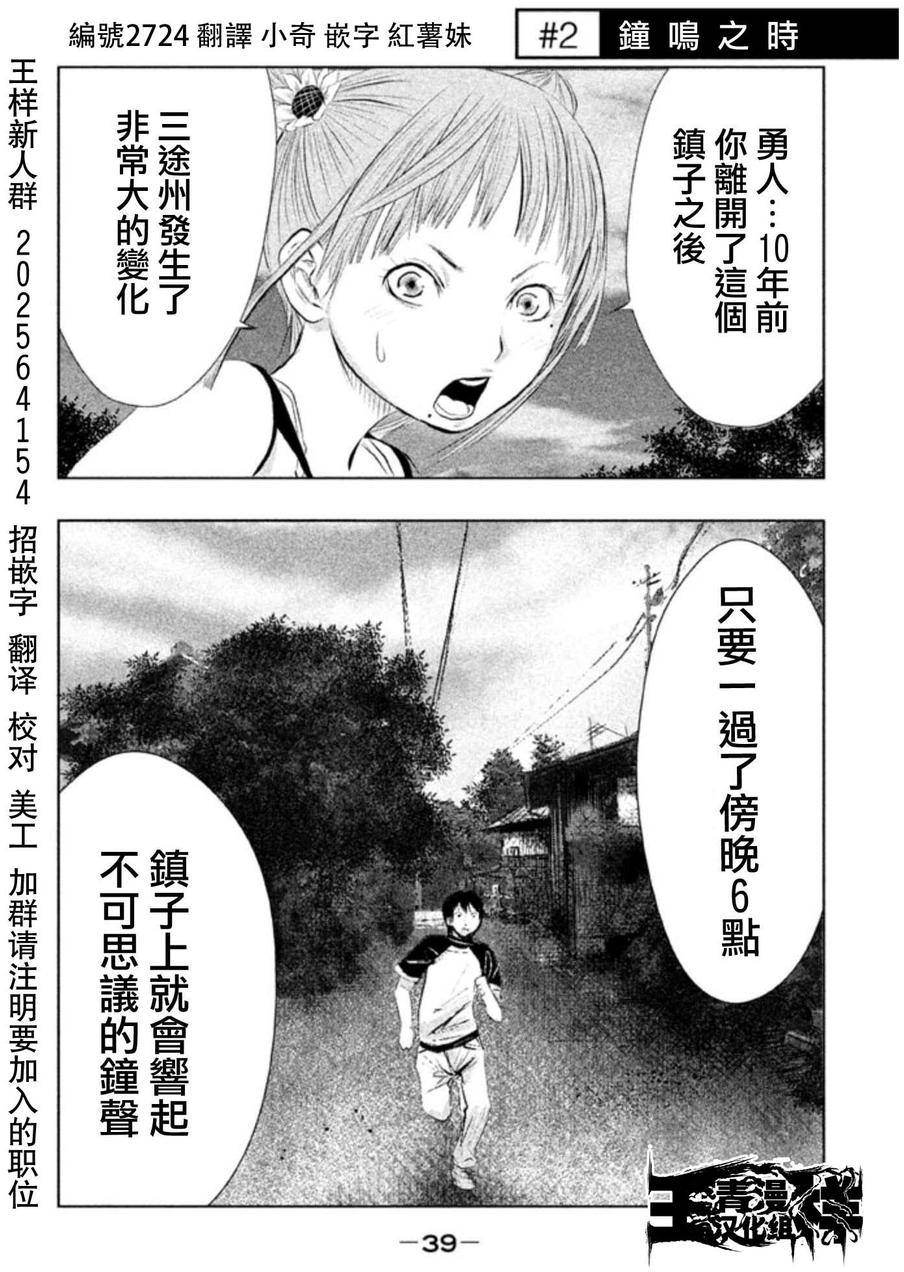 編號2724 翻譯 小奇 嵌字 紅薯妹
#2 鐘鳴之時
王样新人群 202564154 招嵌字 翻译 校对 美工 加群请注明要加入的职位
勇人…10年前
你離開了這個
鎮子之後
三途州發生了
非常大的變化
只要一過了傍晚6點
鎮子上就會響起
不可思議的鐘聲
王青漫样
汉化组
—39—